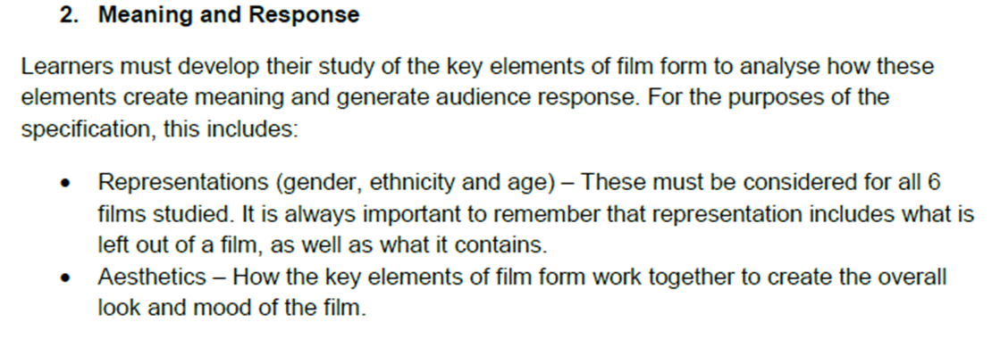 2. Meaning and Response
Learners must develop their study of the key elements of film form to analyse how these
elements create meaning and generate audience response. For the purposes of the
specification, this includes:
• Representations (gender, ethnicity and age) – These must be considered for all 6
films studied. It is always important to remember that representation includes what is
left out of a film, as well as what it contains.
• Aesthetics – How the key elements of film form work together to create the overall
look and mood of the film.